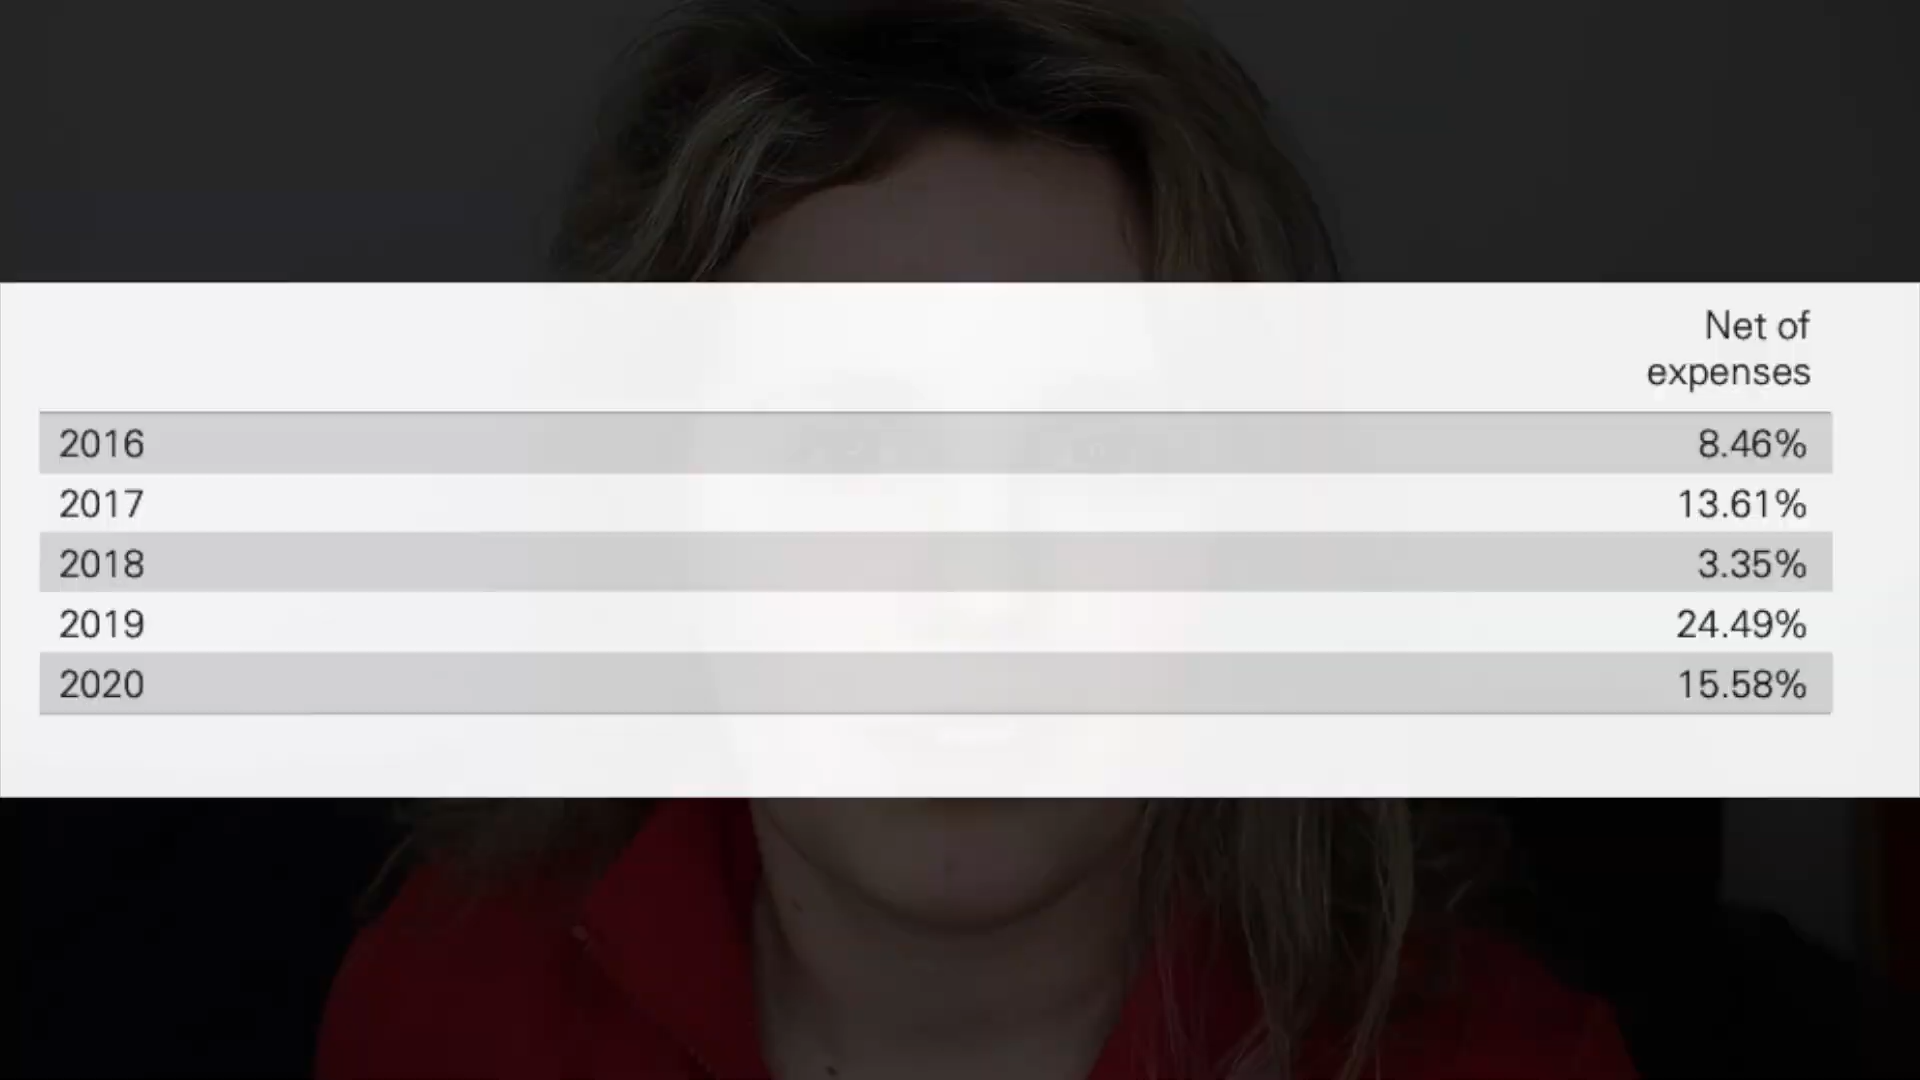 Net of
expenses
2016 8.46%
2017 13.61%
2018 3.35%
2019 24.49%
2020 15.58%